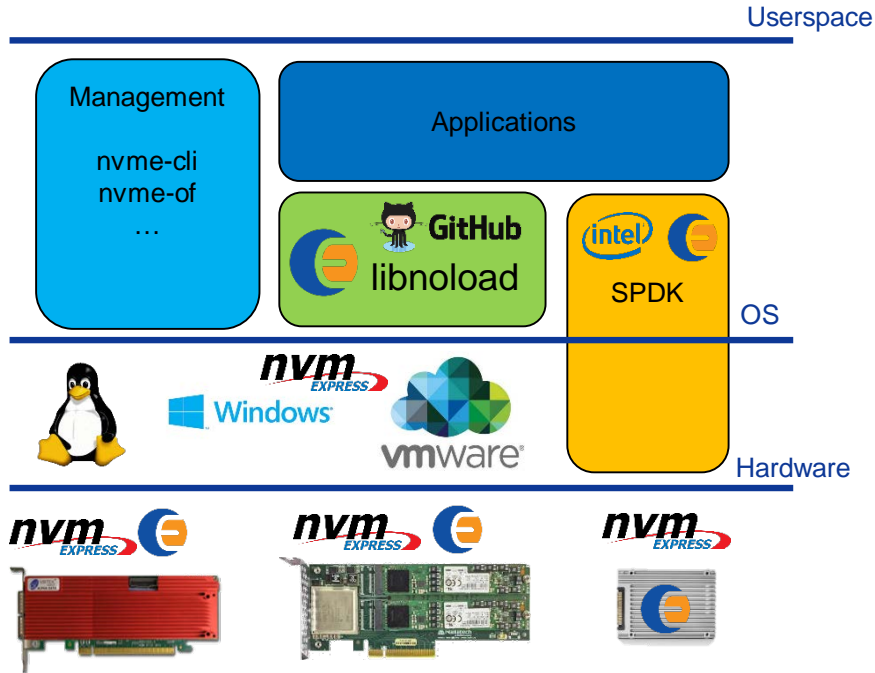 Userspace
Management
nvme-cli
nvme-of
…
Applications
GitHub
libnoload
intel
SPDK
OS
nvm
EXPRESS
Windows
vmware
Hardware
nvm
EXPRESS
nvm
EXPRESS
nvm
EXPRESS
Nallatech